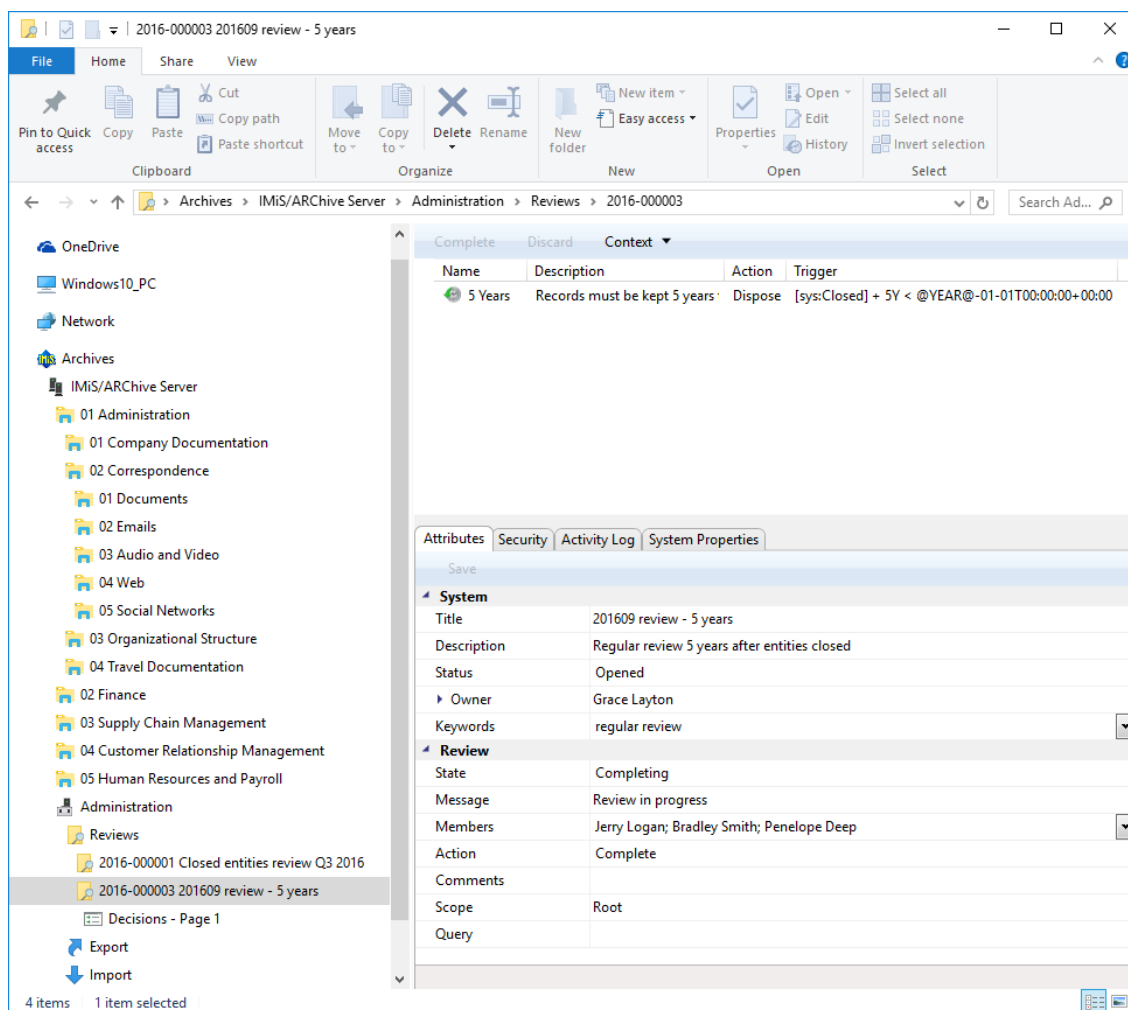 2016-000003 201609 review - 5 years
File Home Share View
Pin to Quick access
Copy
Paste
Cut
Copy path
Paste shortcut
Clipboard
Move to
Copy to
Delete
Rename
Organize
New folder
New item
Easy access
New
Properties
Open
Edit
History
Open
Select all
Select none
Invert selection
Select
Archives > IMiS/ARChive Server > Administration > Reviews > 2016-000003
Search Ad...
OneDrive
Windows10_PC
Network
Archives
IMiS/ARChive Server
01 Administration
01 Company Documentation
02 Correspondence
01 Documents
02 Emails
03 Audio and Video
04 Web
05 Social Networks
03 Organizational Structure
04 Travel Documentation
02 Finance
03 Supply Chain Management
04 Customer Relationship Management
05 Human Resources and Payroll
Administration
Reviews
2016-000001 Closed entities review Q3 2016
2016-000003 201609 review - 5 years
Decisions - Page 1
Export
Import
Complete Discard Context
Name Description Action Trigger
5 Years Records must be kept 5 years Dispose [sys:Closed] + 5Y < @YEAR@-01-01T00:00:00+00:00
Attributes Security Activity Log System Properties
Save
System
Title 201609 review - 5 years
Description Regular review 5 years after entities closed
Status Opened
Owner Grace Layton
Keywords regular review
Review
State Completing
Message Review in progress
Members Jerry Logan; Bradley Smith; Penelope Deep
Action Complete
Comments
Scope Root
Query
4 items 1 item selected